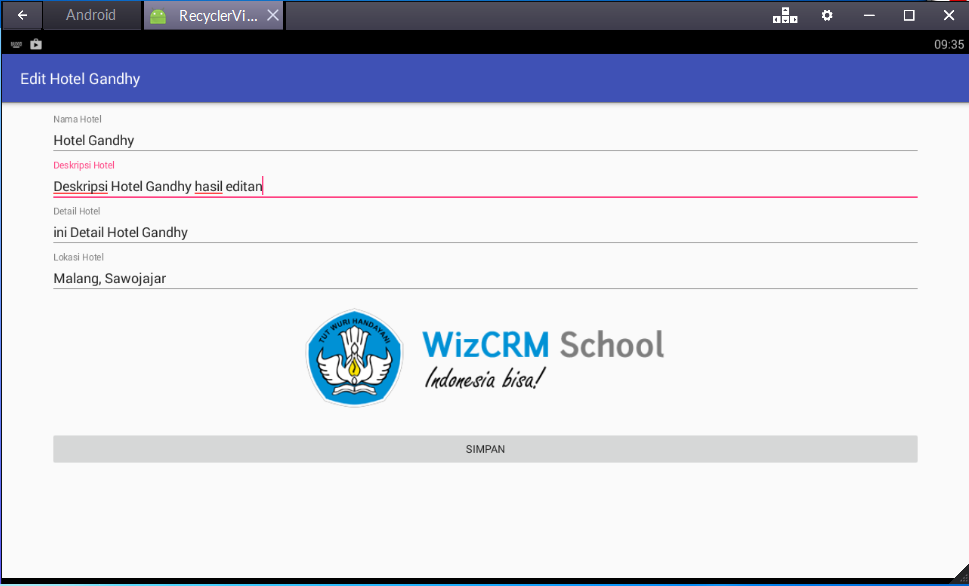 Android
RecyclerVi...
09:35
Edit Hotel Gandhy
Nama Hotel
Hotel Gandhy
Deskripsi Hotel
Deskripsi Hotel Gandhy hasil editan
Detail Hotel
ini Detail Hotel Gandhy
Lokasi Hotel
Malang, Sawojajar
TUT WURI HANDAYANI
WizCRM School
Indonesia bisa!
SIMPAN